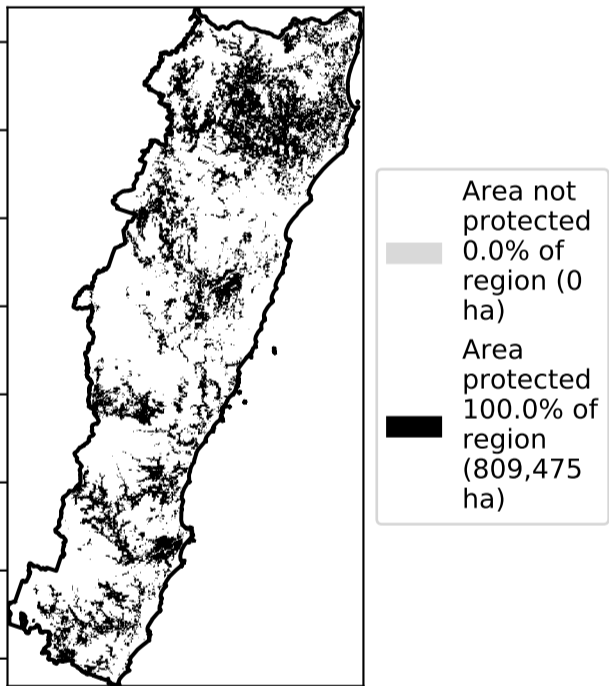 Area not
protected
0.0% of
region (0
ha)
Area
protected
100.0% of
region
(809,475
ha)